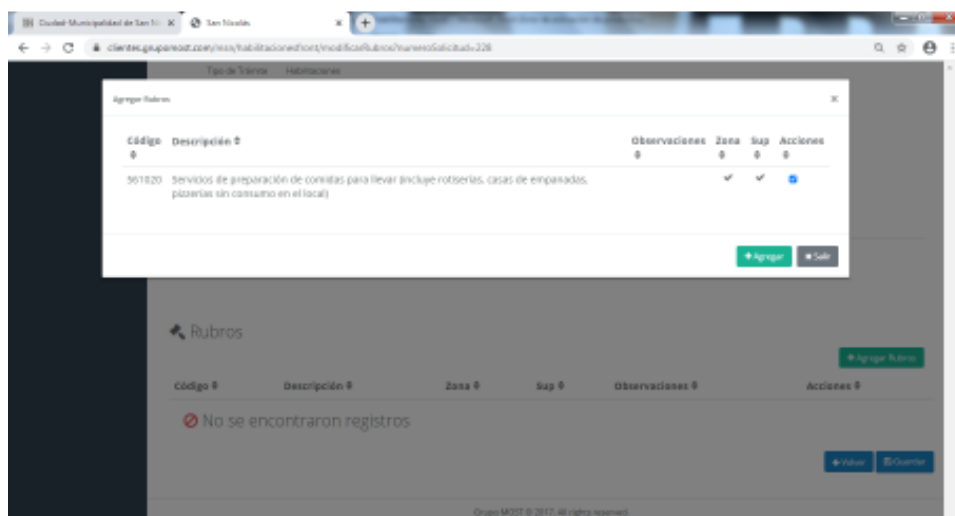 Ciudad-Municipalidad de San Ni
San Nicolás
clientes.grupomost.com/msn/habilitacionesfront/modificarRubros?numeroSolicitud=228
Tipo de Trámite Habilitaciones
Agregar Rubros
Código Descripción Observaciones Zona Sup Acciones
561020 Servicios de preparación de comidas para llevar (incluye rotiserías, casas de empanadas,
pizzerías sin consumo en el local)
Agregar Salir
Rubros
Agregar Rubros
Código Descripción Zona Sup Observaciones Acciones
No se encontraron registros
Volver Guardar
Grupo MOST © 2017. All rights reserved.